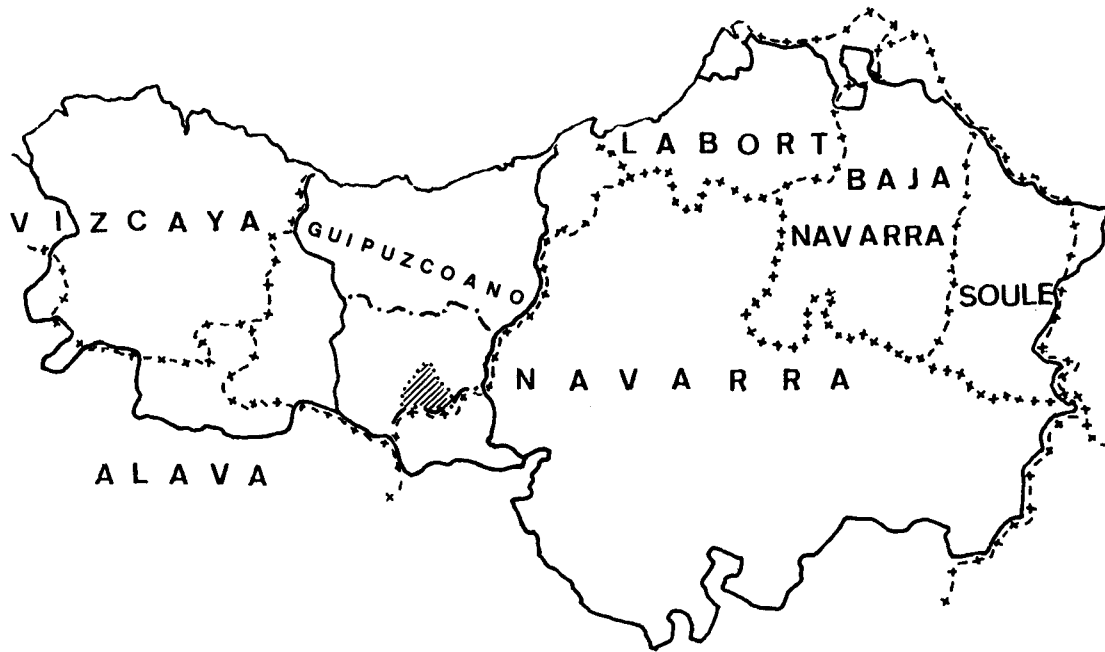 LABORT
BAJA
VIZCAYA
GUIPUZCOANO
NAVARRA
SOULE
NAVARRA
ALAVA